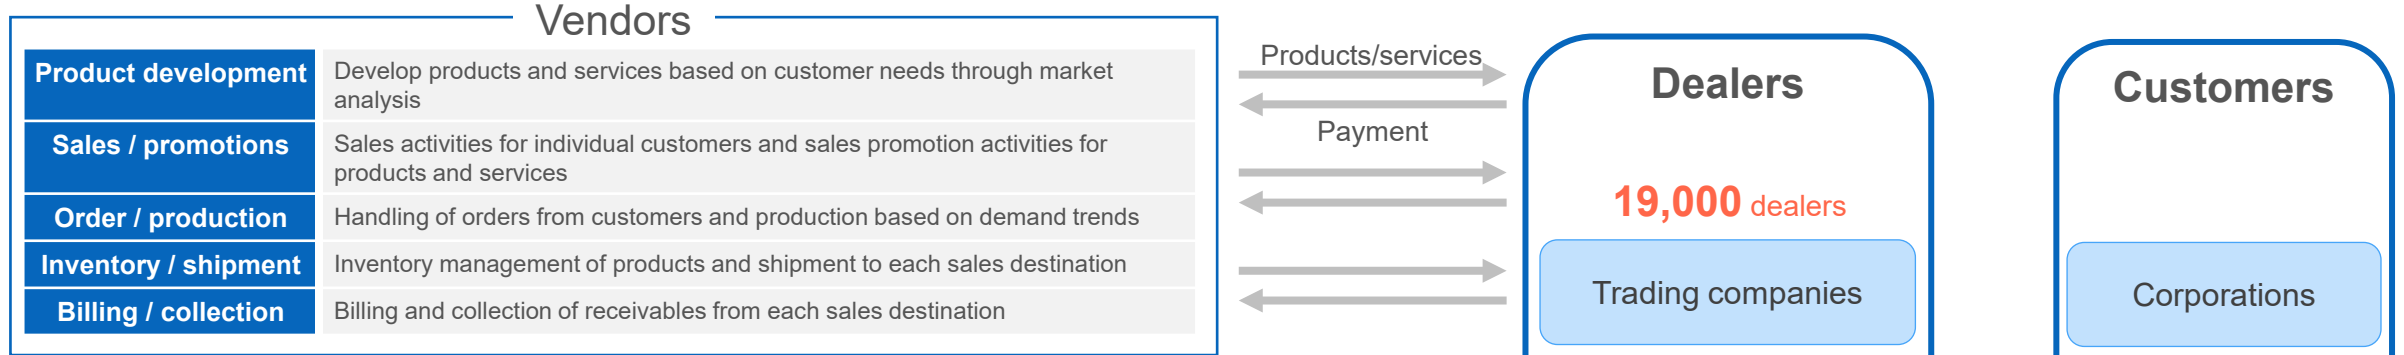 Vendors
Product development
Develop products and services based on customer needs through market
analysis
Sales / promotions
Sales activities for individual customers and sales promotion activities for
products and services
Order / production
Handling of orders from customers and production based on demand trends
Inventory / shipment
Inventory management of products and shipment to each sales destination
Billing / collection
Billing and collection of receivables from each sales destination
Products/services
Payment
Dealers
19,000 dealers
Trading companies
Customers
Corporations